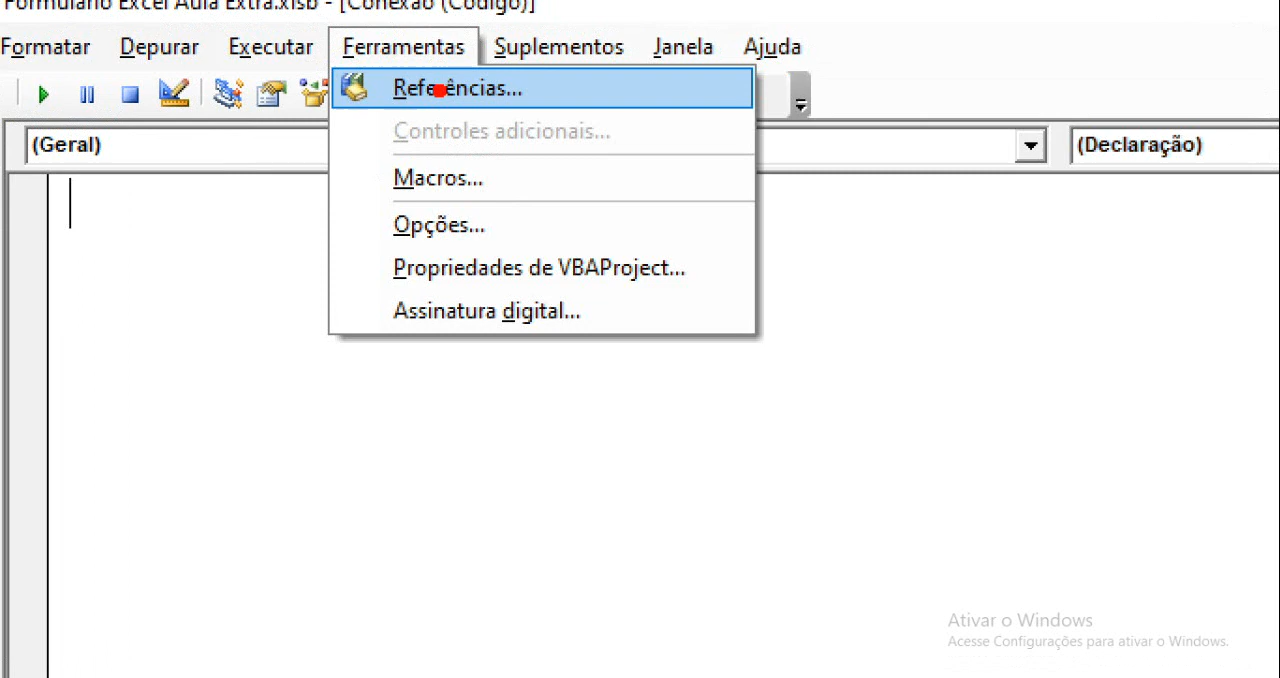 Formulário Excel Aula Extra.xlsb - [Conexão (Código)]
Formatar Depurar Executar Ferramentas Suplementos Janela Ajuda
Referências...
Controles adicionais...
(Geral) (Declaração)
Macros...
Opções...
Propriedades de VBAProject...
Assinatura digital...
Ativar o Windows
Acesse Configurações para ativar o Windows.